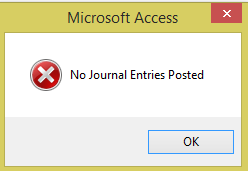 Microsoft Access
No Journal Entries Posted
OK